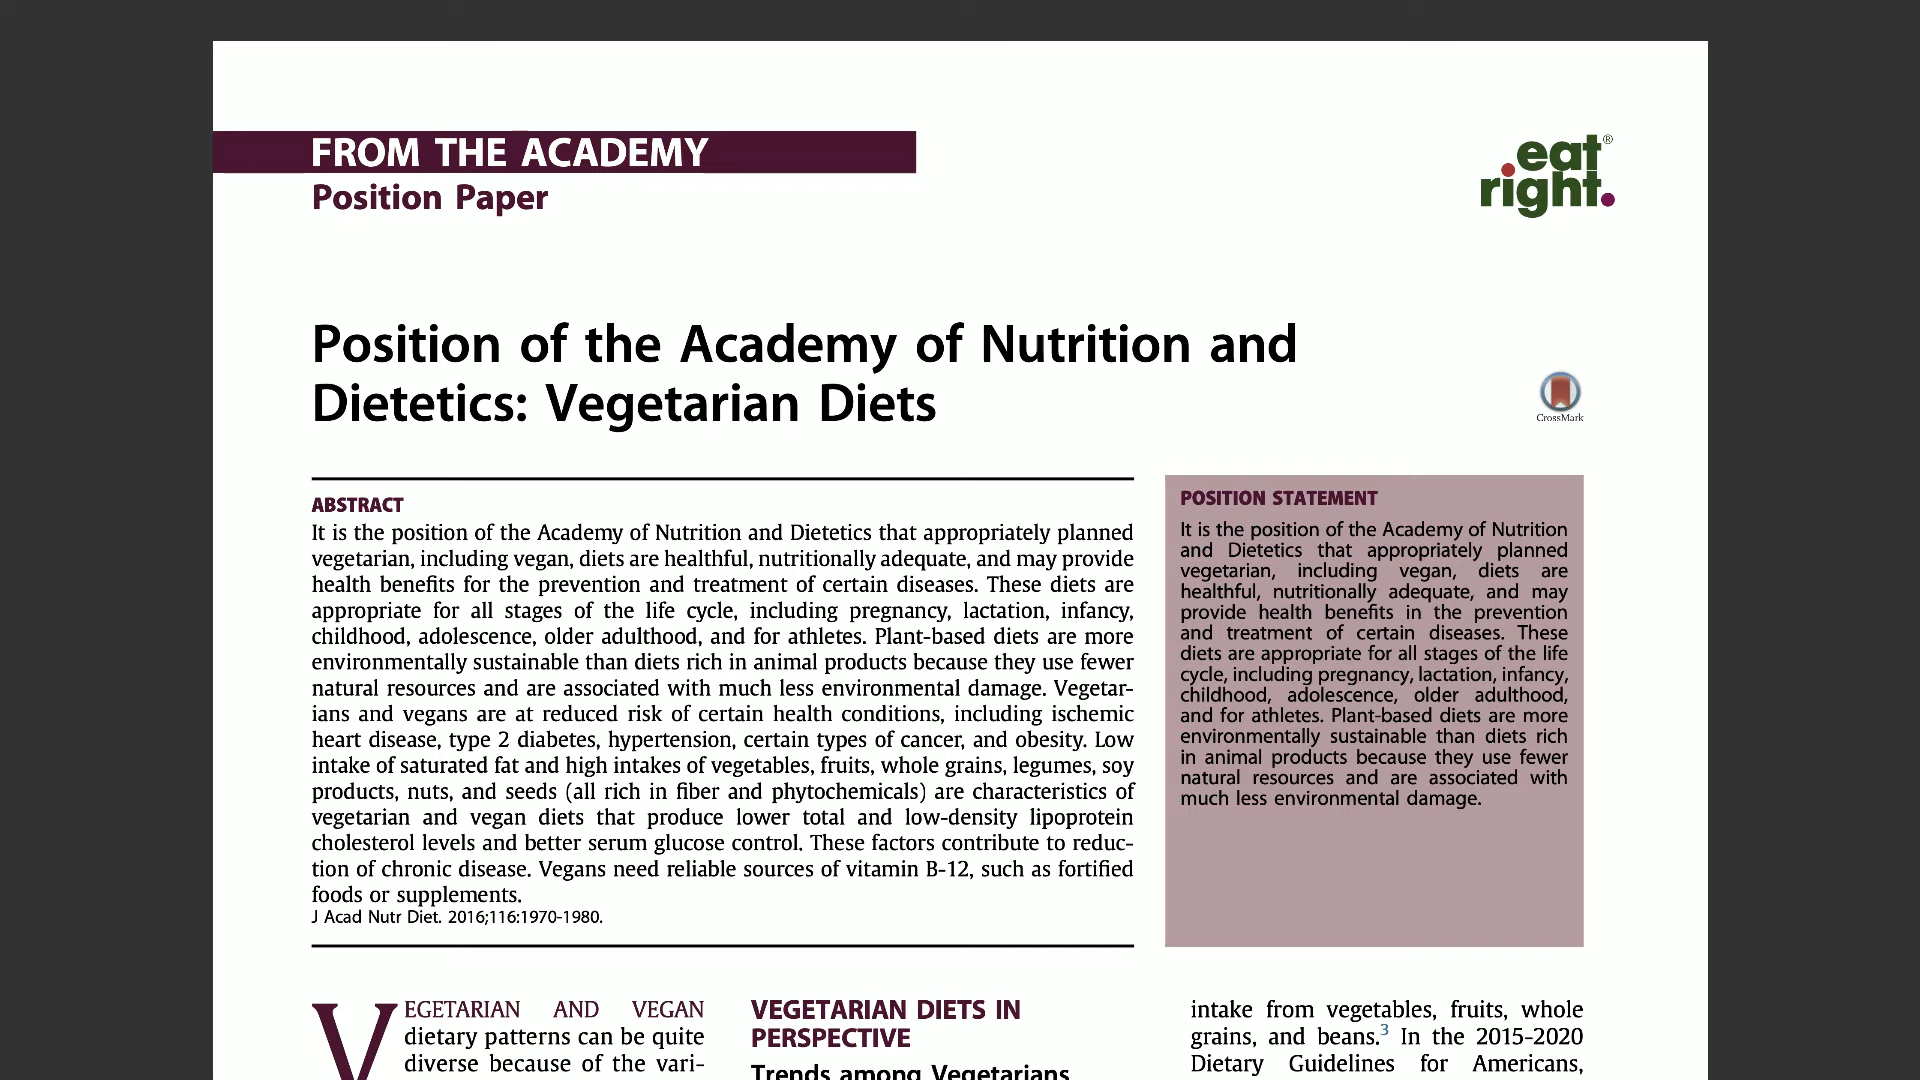 FROM THE ACADEMY
Position Paper
eat®
right.
Position of the Academy of Nutrition and
Dietetics: Vegetarian Diets
CrossMark
ABSTRACT
It is the position of the Academy of Nutrition and Dietetics that appropriately planned
vegetarian, including vegan, diets are healthful, nutritionally adequate, and may provide
health benefits for the prevention and treatment of certain diseases. These diets are
appropriate for all stages of the life cycle, including pregnancy, lactation, infancy,
childhood, adolescence, older adulthood, and for athletes. Plant-based diets are more
environmentally sustainable than diets rich in animal products because they use fewer
natural resources and are associated with much less environmental damage. Vegetar-
ians and vegans are at reduced risk of certain health conditions, including ischemic
heart disease, type 2 diabetes, hypertension, certain types of cancer, and obesity. Low
intake of saturated fat and high intakes of vegetables, fruits, whole grains, legumes, soy
products, nuts, and seeds (all rich in fiber and phytochemicals) are characteristics of
vegetarian and vegan diets that produce lower total and low-density lipoprotein
cholesterol levels and better serum glucose control. These factors contribute to reduc-
tion of chronic disease. Vegans need reliable sources of vitamin B-12, such as fortified
foods or supplements.
J Acad Nutr Diet. 2016;116:1970-1980.
POSITION STATEMENT
It is the position of the Academy of Nutrition
and Dietetics that appropriately planned
vegetarian, including vegan, diets are
healthful, nutritionally adequate, and may
provide health benefits in the prevention
and treatment of certain diseases. These
diets are appropriate for all stages of the life
cycle, including pregnancy, lactation, infancy,
childhood, adolescence, older adulthood,
and for athletes. Plant-based diets are more
environmentally sustainable than diets rich
in animal products because they use fewer
natural resources and are associated with
much less environmental damage.
VEGETARIAN AND VEGAN
dietary patterns can be quite
diverse because of the vari-
VEGETARIAN DIETS IN
PERSPECTIVE
Trends among Vegetarians
intake from vegetables, fruits, whole
grains, and beans.3 In the 2015-2020
Dietary Guidelines for Americans,